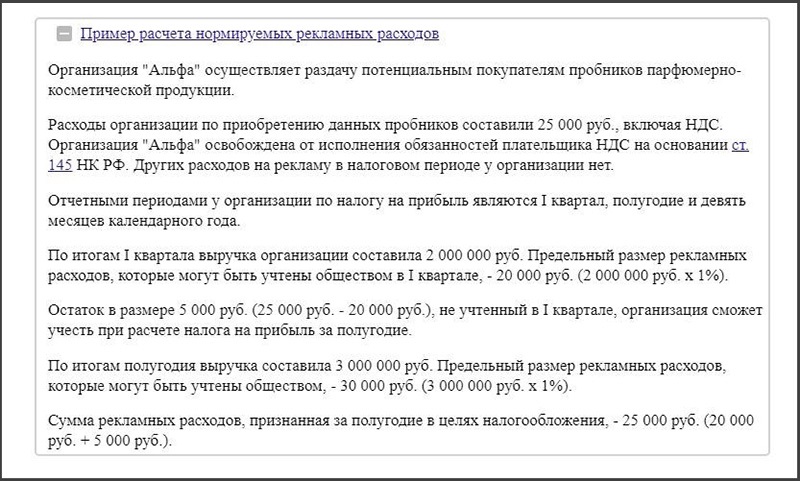 Пример расчета нормируемых рекламных расходов
Организация "Альфа" осуществляет раздачу потенциальным покупателям пробников парфюмерно-
косметической продукции.
Расходы организации по приобретению данных пробников составили 25 000 руб., включая НДС.
Организация "Альфа" освобождена от исполнения обязанностей плательщика НДС на основании ст.
145 НК РФ. Других расходов на рекламу в налоговом периоде у организации нет.
Отчетными периодами у организации по налогу на прибыль являются I квартал, полугодие и девять
месяцев календарного года.
По итогам I квартала выручка организации составила 2 000 000 руб. Предельный размер рекламных
расходов, которые могут быть учтены обществом в I квартале, - 20 000 руб. (2 000 000 руб. x 1%).
Остаток в размере 5 000 руб. (25 000 руб. - 20 000 руб.), не учтенный в I квартале, организация сможет
учесть при расчете налога на прибыль за полугодие.
По итогам полугодия выручка составила 3 000 000 руб. Предельный размер рекламных расходов,
которые могут быть учтены обществом, - 30 000 руб. (3 000 000 руб. x 1%).
Сумма рекламных расходов, признанная за полугодие в целях налогообложения, - 25 000 руб. (20 000
руб. + 5 000 руб.).